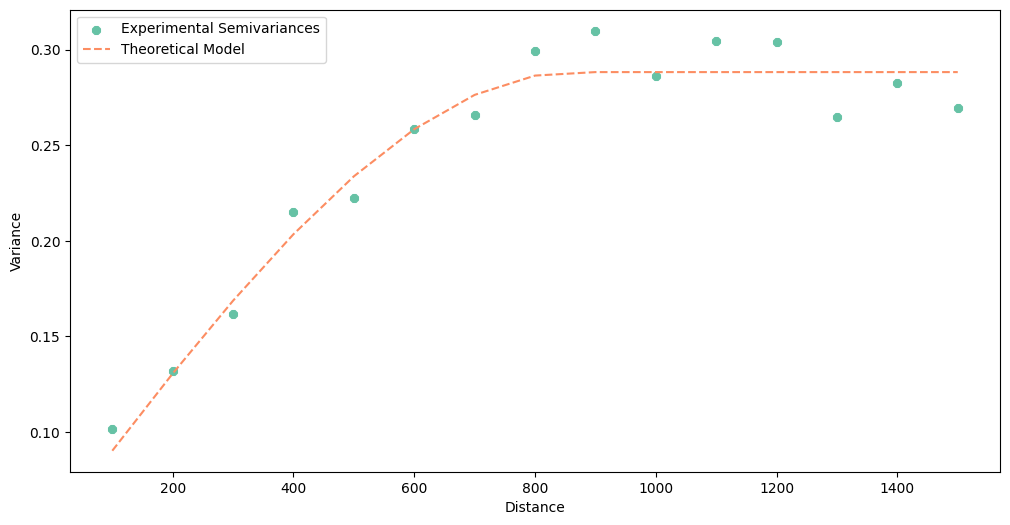 Experimental Semivariances
Theoretical Model
0.30
0.25
0.20
0.15
0.10
Variance
200 400 600 800 1000 1200 1400
Distance